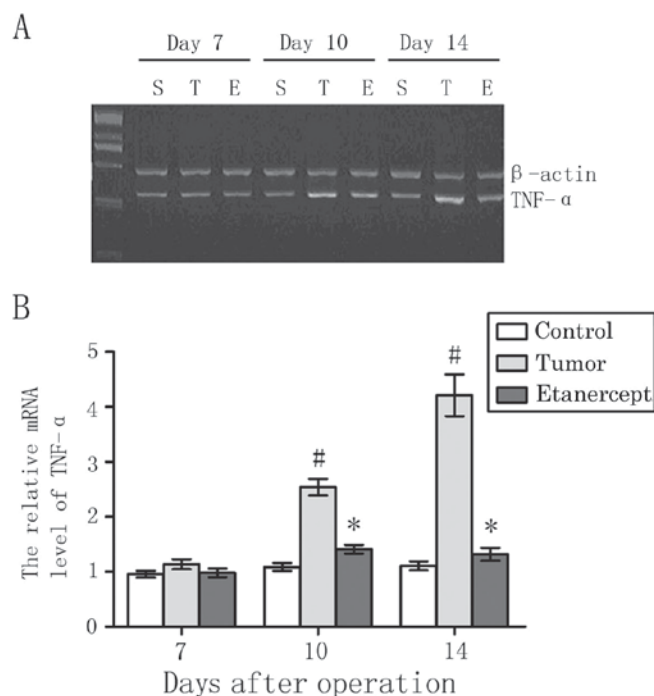 A
Day 7 Day 10 Day 14
S T E S T E S T E
β-actin
TNF-α
B
Control
Tumor
Etanercept
The relative mRNA
level of TNF-α
5
4
3
2
1
0
#
#
*
*
7 10 14
Days after operation